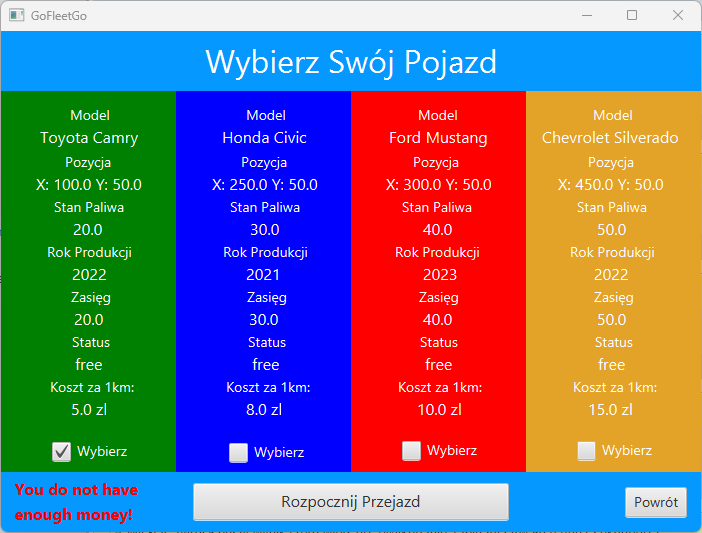 GoFleetGo
Wybierz Swój Pojazd
Model
Toyota Camry
Pozycja
X: 100.0 Y: 50.0
Stan Paliwa
20.0
Rok Produkcji
2022
Zasięg
20.0
Status
free
Koszt za 1km:
5.0 zl
Wybierz
Model
Honda Civic
Pozycja
X: 250.0 Y: 50.0
Stan Paliwa
30.0
Rok Produkcji
2021
Zasięg
30.0
Status
free
Koszt za 1km:
8.0 zl
Wybierz
Model
Ford Mustang
Pozycja
X: 300.0 Y: 50.0
Stan Paliwa
40.0
Rok Produkcji
2023
Zasięg
40.0
Status
free
Koszt za 1km:
10.0 zl
Wybierz
Model
Chevrolet Silverado
Pozycja
X: 450.0 Y: 50.0
Stan Paliwa
50.0
Rok Produkcji
2022
Zasięg
50.0
Status
free
Koszt za 1km:
15.0 zl
Wybierz
You do not have
enough money!
Rozpocznij Przejazd
Powrót